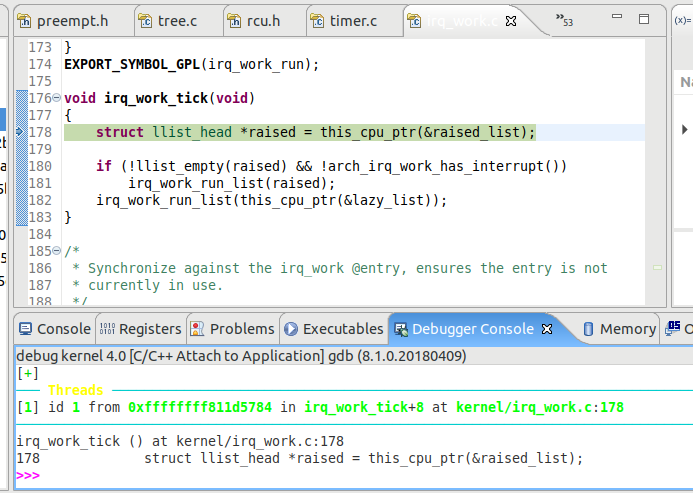 preempt.h tree.c rcu.h timer.c irq_work.c »53 (x)=
173 }
174 EXPORT_SYMBOL_GPL(irq_work_run);
175
176 void irq_work_tick(void)
177 {
178     struct llist_head *raised = this_cpu_ptr(&raised_list);
179
180     if (!llist_empty(raised) && !arch_irq_work_has_interrupt())
181         irq_work_run_list(raised);
182     irq_work_run_list(this_cpu_ptr(&lazy_list));
183 }
184
185 /*
186  * Synchronize against the irq_work @entry, ensures the entry is not
187  * currently in use.
188  */
Console Registers Problems Executables Debugger Console Memory
debug kernel 4.0 [C/C++ Attach to Application] gdb (8.1.0.20180409)
[+]
Threads
[1] id 1 from 0xffffffff811d5784 in irq_work_tick+8 at kernel/irq_work.c:178
irq_work_tick () at kernel/irq_work.c:178
178             struct llist_head *raised = this_cpu_ptr(&raised_list);
>>>